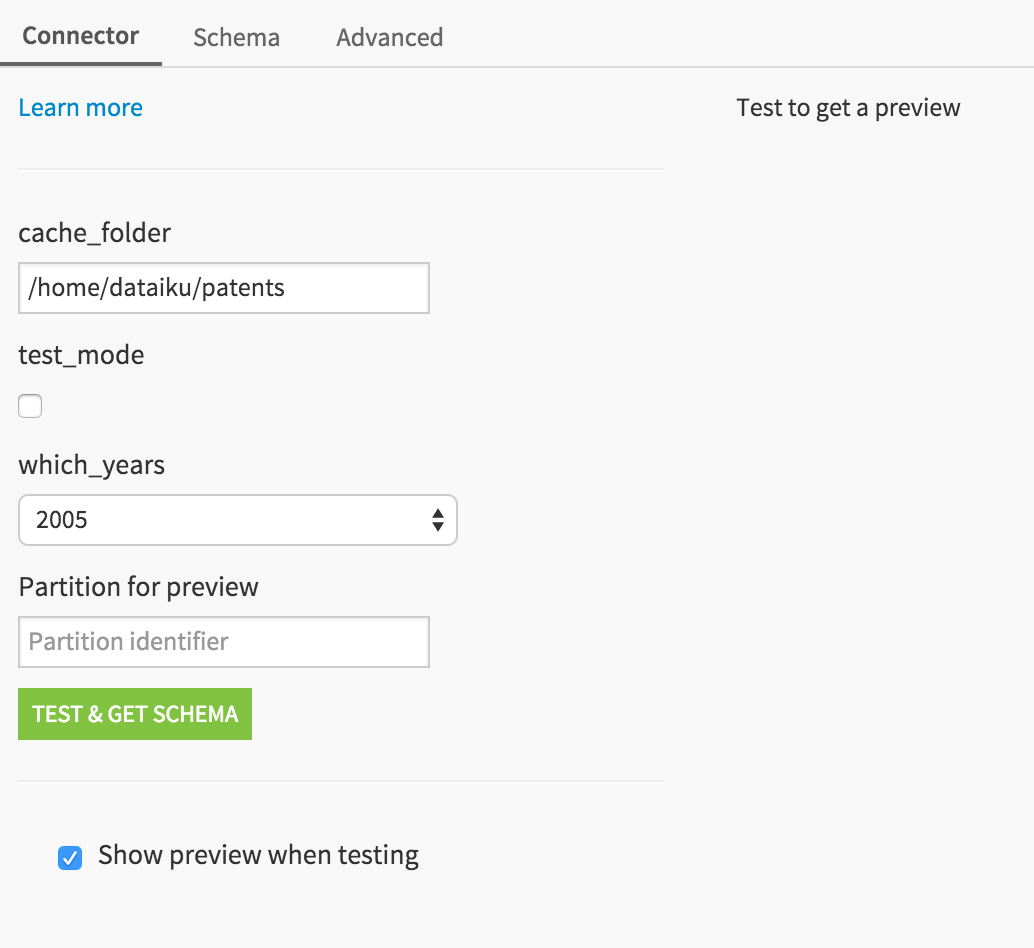 Connector Schema Advanced
Learn more Test to get a preview
cache_folder
/home/dataiku/patents
test_mode
which_years
2005
Partition for preview
Partition identifier
TEST & GET SCHEMA
Show preview when testing